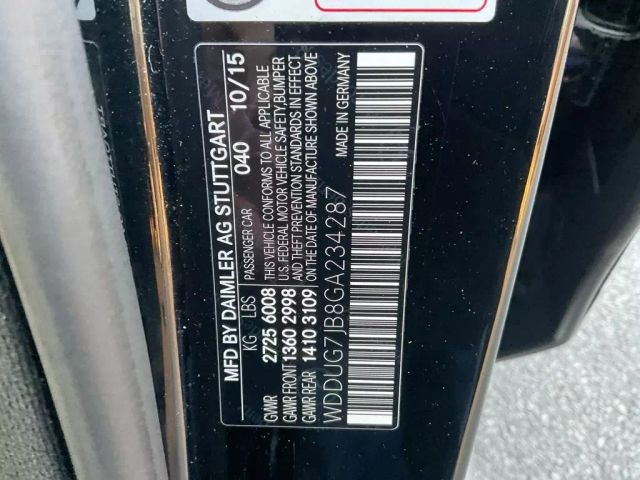 MFD BY DAIMLER AG STUTTGART
040 10/15
KG LBS PASSENGER CAR
GVWR 2725 6008 THIS VEHICLE CONFORMS TO ALL APPLICABLE
U.S. FEDERAL MOTOR VEHICLE SAFETY,BUMPER
GAWR FRONT 1360 2998 AND THEFT PREVENTION STANDARDS IN EFFECT
GAWR REAR 1410 3109 ON THE DATE OF MANUFACTURE SHOWN ABOVE
WDDUG7JB8GA234287 MADE IN GERMANY